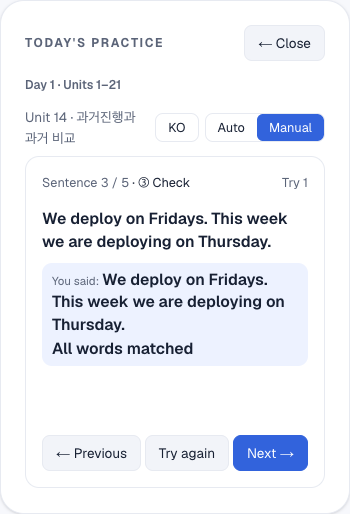 TODAY'S PRACTICE
← Close
Day 1 · Units 1–21
Unit 14 · 과거진행과
과거 비교
KO
Auto
Manual
Sentence 3 / 5 · ③ Check
Try 1
We deploy on Fridays. This week
we are deploying on Thursday.
You said: We deploy on Fridays.
This week we are deploying on
Thursday.
All words matched
← Previous
Try again
Next →